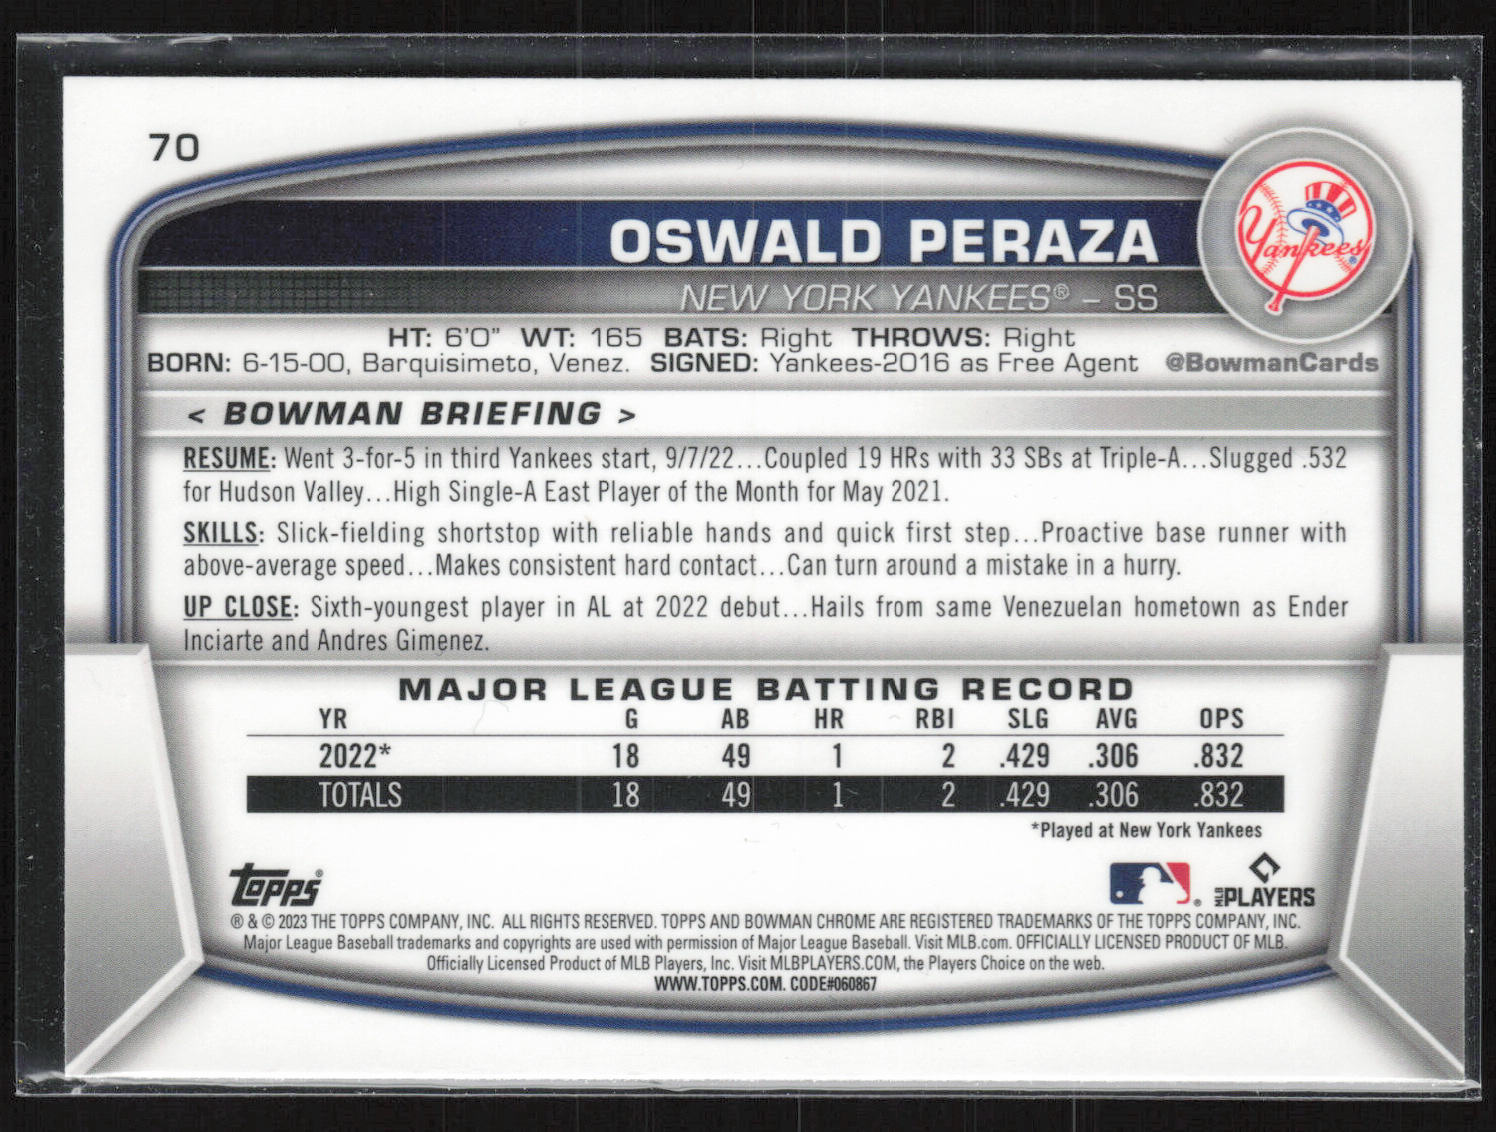 70
Yankees®
OSWALD PERAZA
NEW YORK YANKEES® – SS
HT: 6'0" WT: 165 BATS: Right THROWS: Right
BORN: 6-15-00, Barquisimeto, Venez. SIGNED: Yankees-2016 as Free Agent @BowmanCards
< BOWMAN BRIEFING >
RESUME: Went 3-for-5 in third Yankees start, 9/7/22...Coupled 19 HRs with 33 SBs at Triple-A...Slugged .532
for Hudson Valley...High Single-A East Player of the Month for May 2021.
SKILLS: Slick-fielding shortstop with reliable hands and quick first step...Proactive base runner with
above-average speed...Makes consistent hard contact...Can turn around a mistake in a hurry.
UP CLOSE: Sixth-youngest player in AL at 2022 debut...Hails from same Venezuelan hometown as Ender
Inciarte and Andres Gimenez.
MAJOR LEAGUE BATTING RECORD
YR G AB HR RBI SLG AVG OPS
2022* 18 49 1 2 .429 .306 .832
TOTALS 18 49 1 2 .429 .306 .832
*Played at New York Yankees
topps® ® MLB PLAYERS
® & © 2023 THE TOPPS COMPANY, INC. ALL RIGHTS RESERVED. TOPPS AND BOWMAN CHROME ARE REGISTERED TRADEMARKS OF THE TOPPS COMPANY, INC.
Major League Baseball trademarks and copyrights are used with permission of Major League Baseball. Visit MLB.com. OFFICIALLY LICENSED PRODUCT OF MLB.
Officially Licensed Product of MLB Players, Inc. Visit MLBPLAYERS.COM, the Players Choice on the web.
WWW.TOPPS.COM. CODE#060867